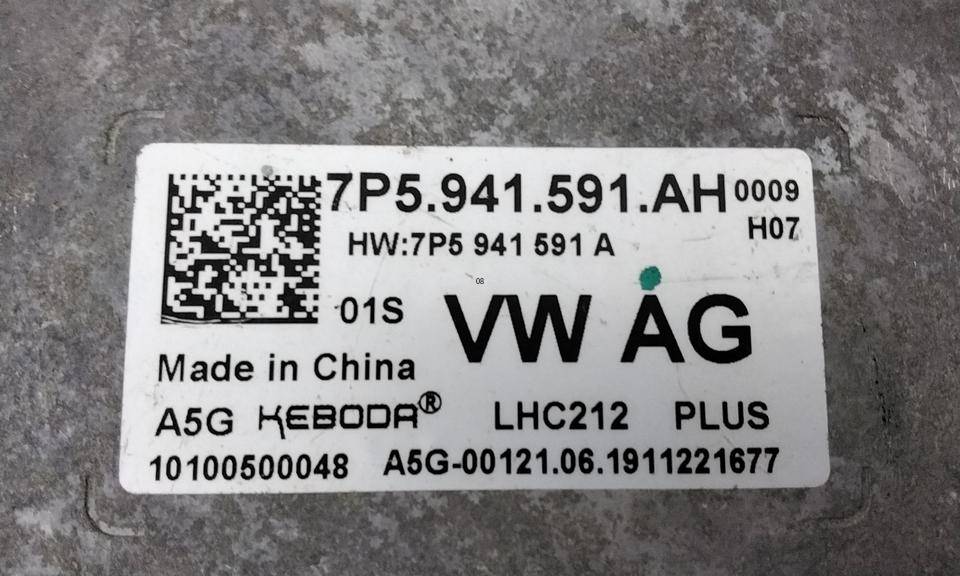 7P5.941.591.AH 0009
H07
HW:7P5 941 591 A
08
01S
VW AG
Made in China
A5G KEBODA® LHC212 PLUS
10100500048 A5G-00121.06.1911221677